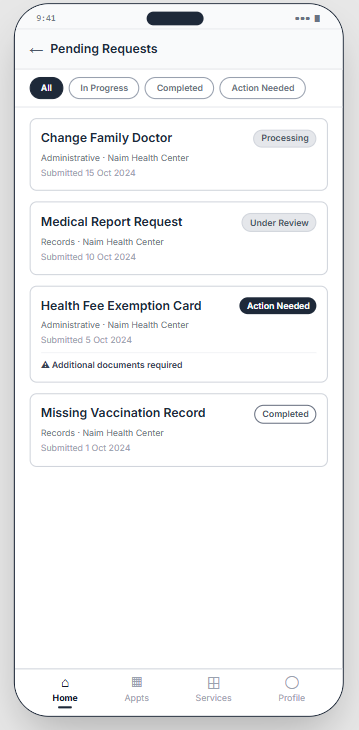 9:41
← Pending Requests
All In Progress Completed Action Needed
Change Family Doctor Processing
Administrative · Naim Health Center
Submitted 15 Oct 2024
Medical Report Request Under Review
Records · Naim Health Center
Submitted 10 Oct 2024
Health Fee Exemption Card Action Needed
Administrative · Naim Health Center
Submitted 5 Oct 2024
⚠ Additional documents required
Missing Vaccination Record Completed
Records · Naim Health Center
Submitted 1 Oct 2024
Home Appts Services Profile